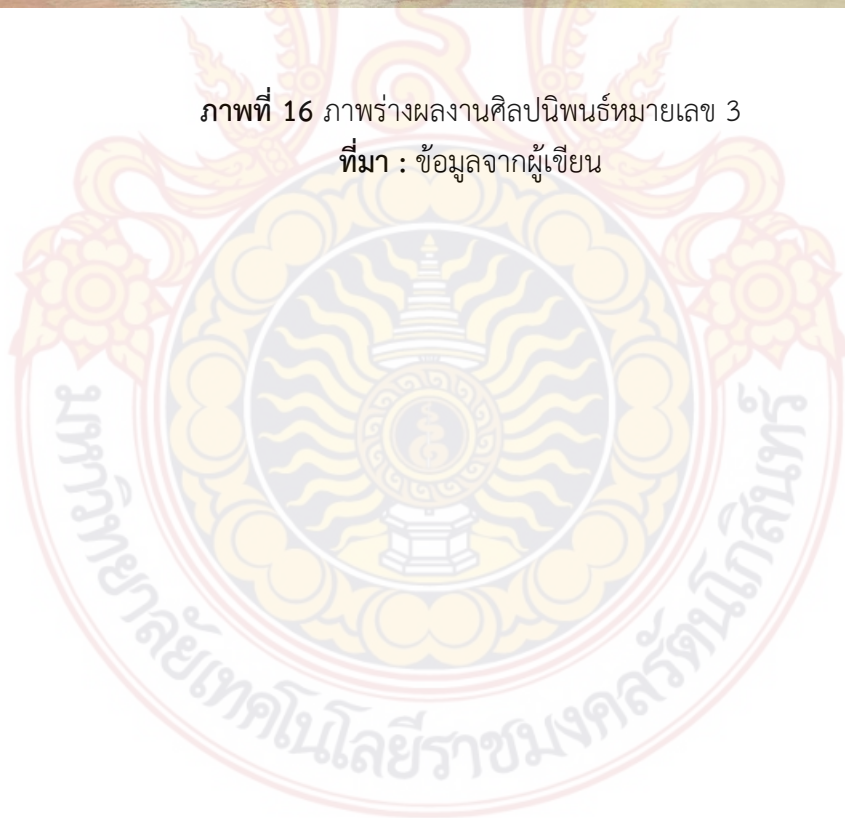 ภาพที่ 16 ภาพร่างผลงานศิลปนิพนธ์หมายเลข 3
ที่มา : ข้อมูลจากผู้เขียน
มหาวิทยาลัยเทคโนโลยีราชมงคลรัตนโกสินทร์